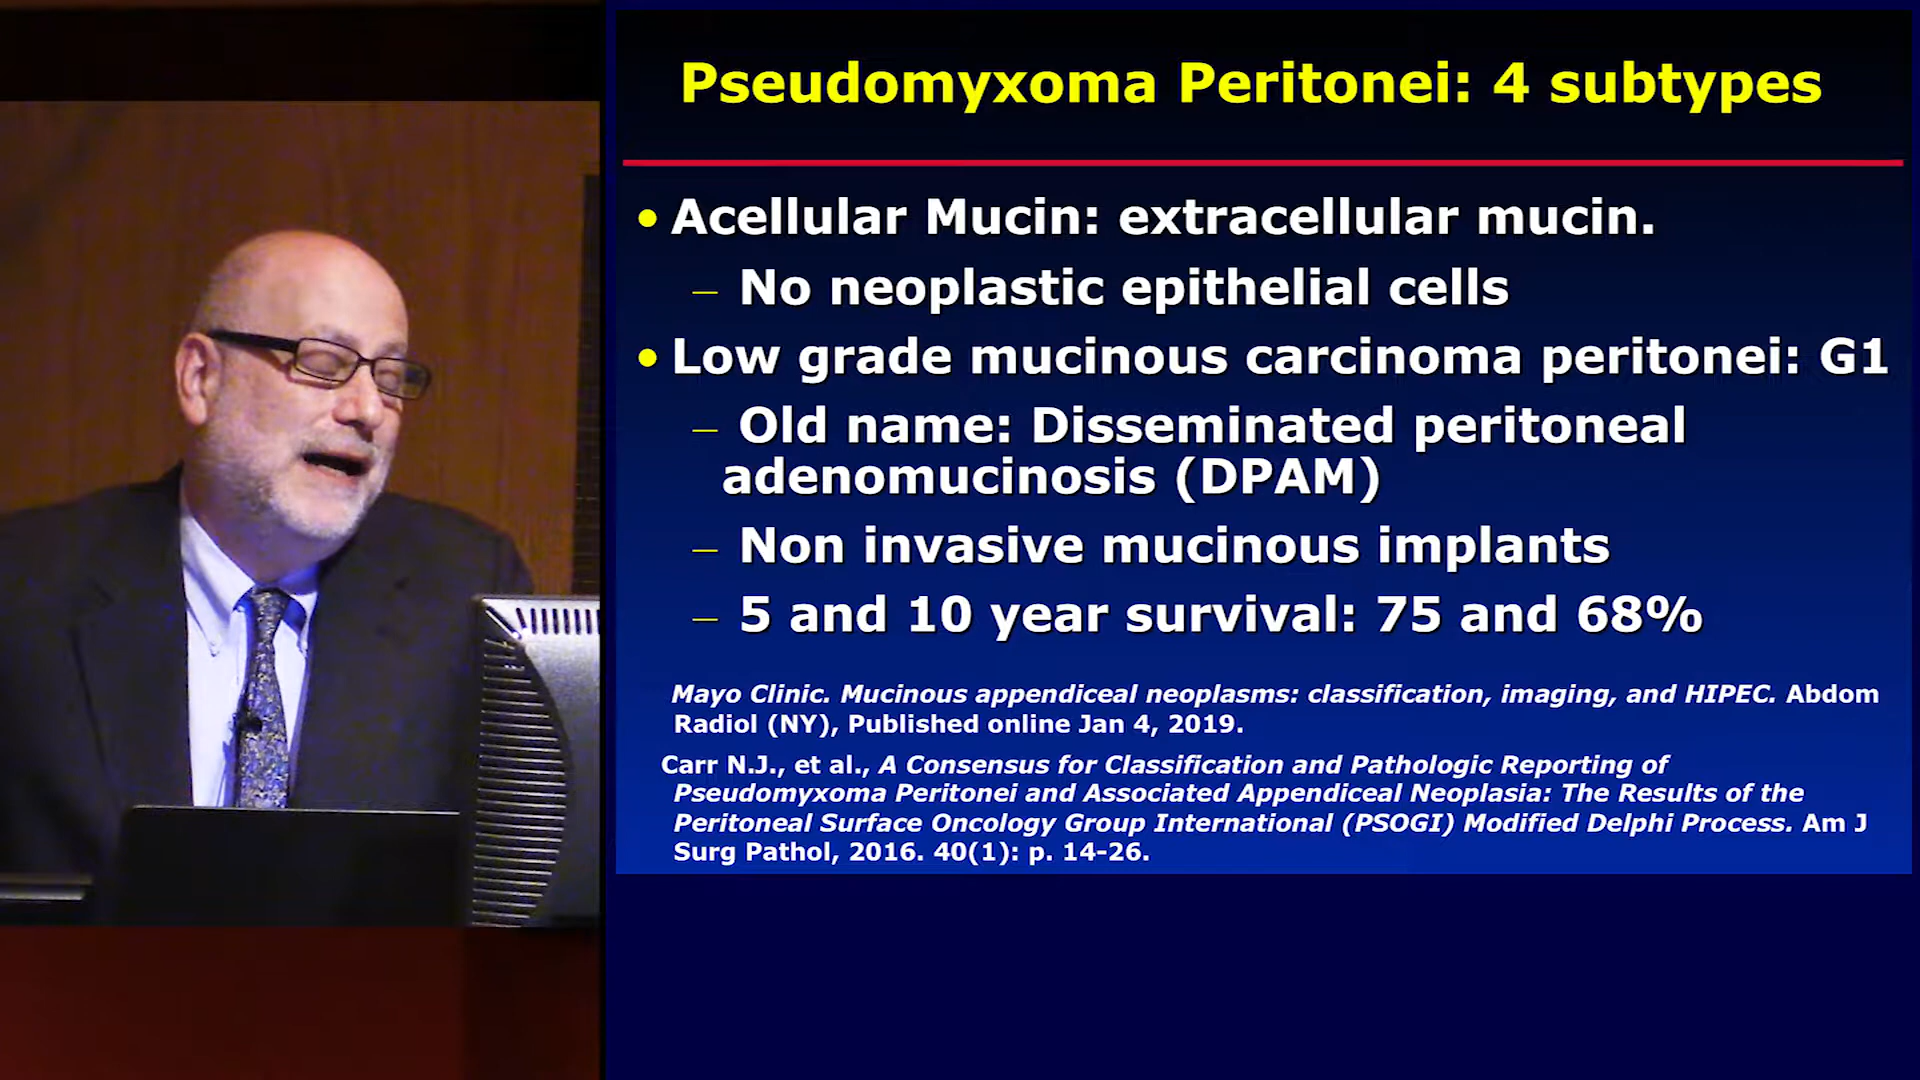 Pseudomyxoma Peritonei: 4 subtypes
• Acellular Mucin: extracellular mucin.
– No neoplastic epithelial cells
• Low grade mucinous carcinoma peritonei: G1
– Old name: Disseminated peritoneal
adenomucinosis (DPAM)
– Non invasive mucinous implants
– 5 and 10 year survival: 75 and 68%
Mayo Clinic. Mucinous appendiceal neoplasms: classification, imaging, and HIPEC. Abdom
Radiol (NY), Published online Jan 4, 2019.
Carr N.J., et al., A Consensus for Classification and Pathologic Reporting of
Pseudomyxoma Peritonei and Associated Appendiceal Neoplasia: The Results of the
Peritoneal Surface Oncology Group International (PSOGI) Modified Delphi Process. Am J
Surg Pathol, 2016. 40(1): p. 14-26.